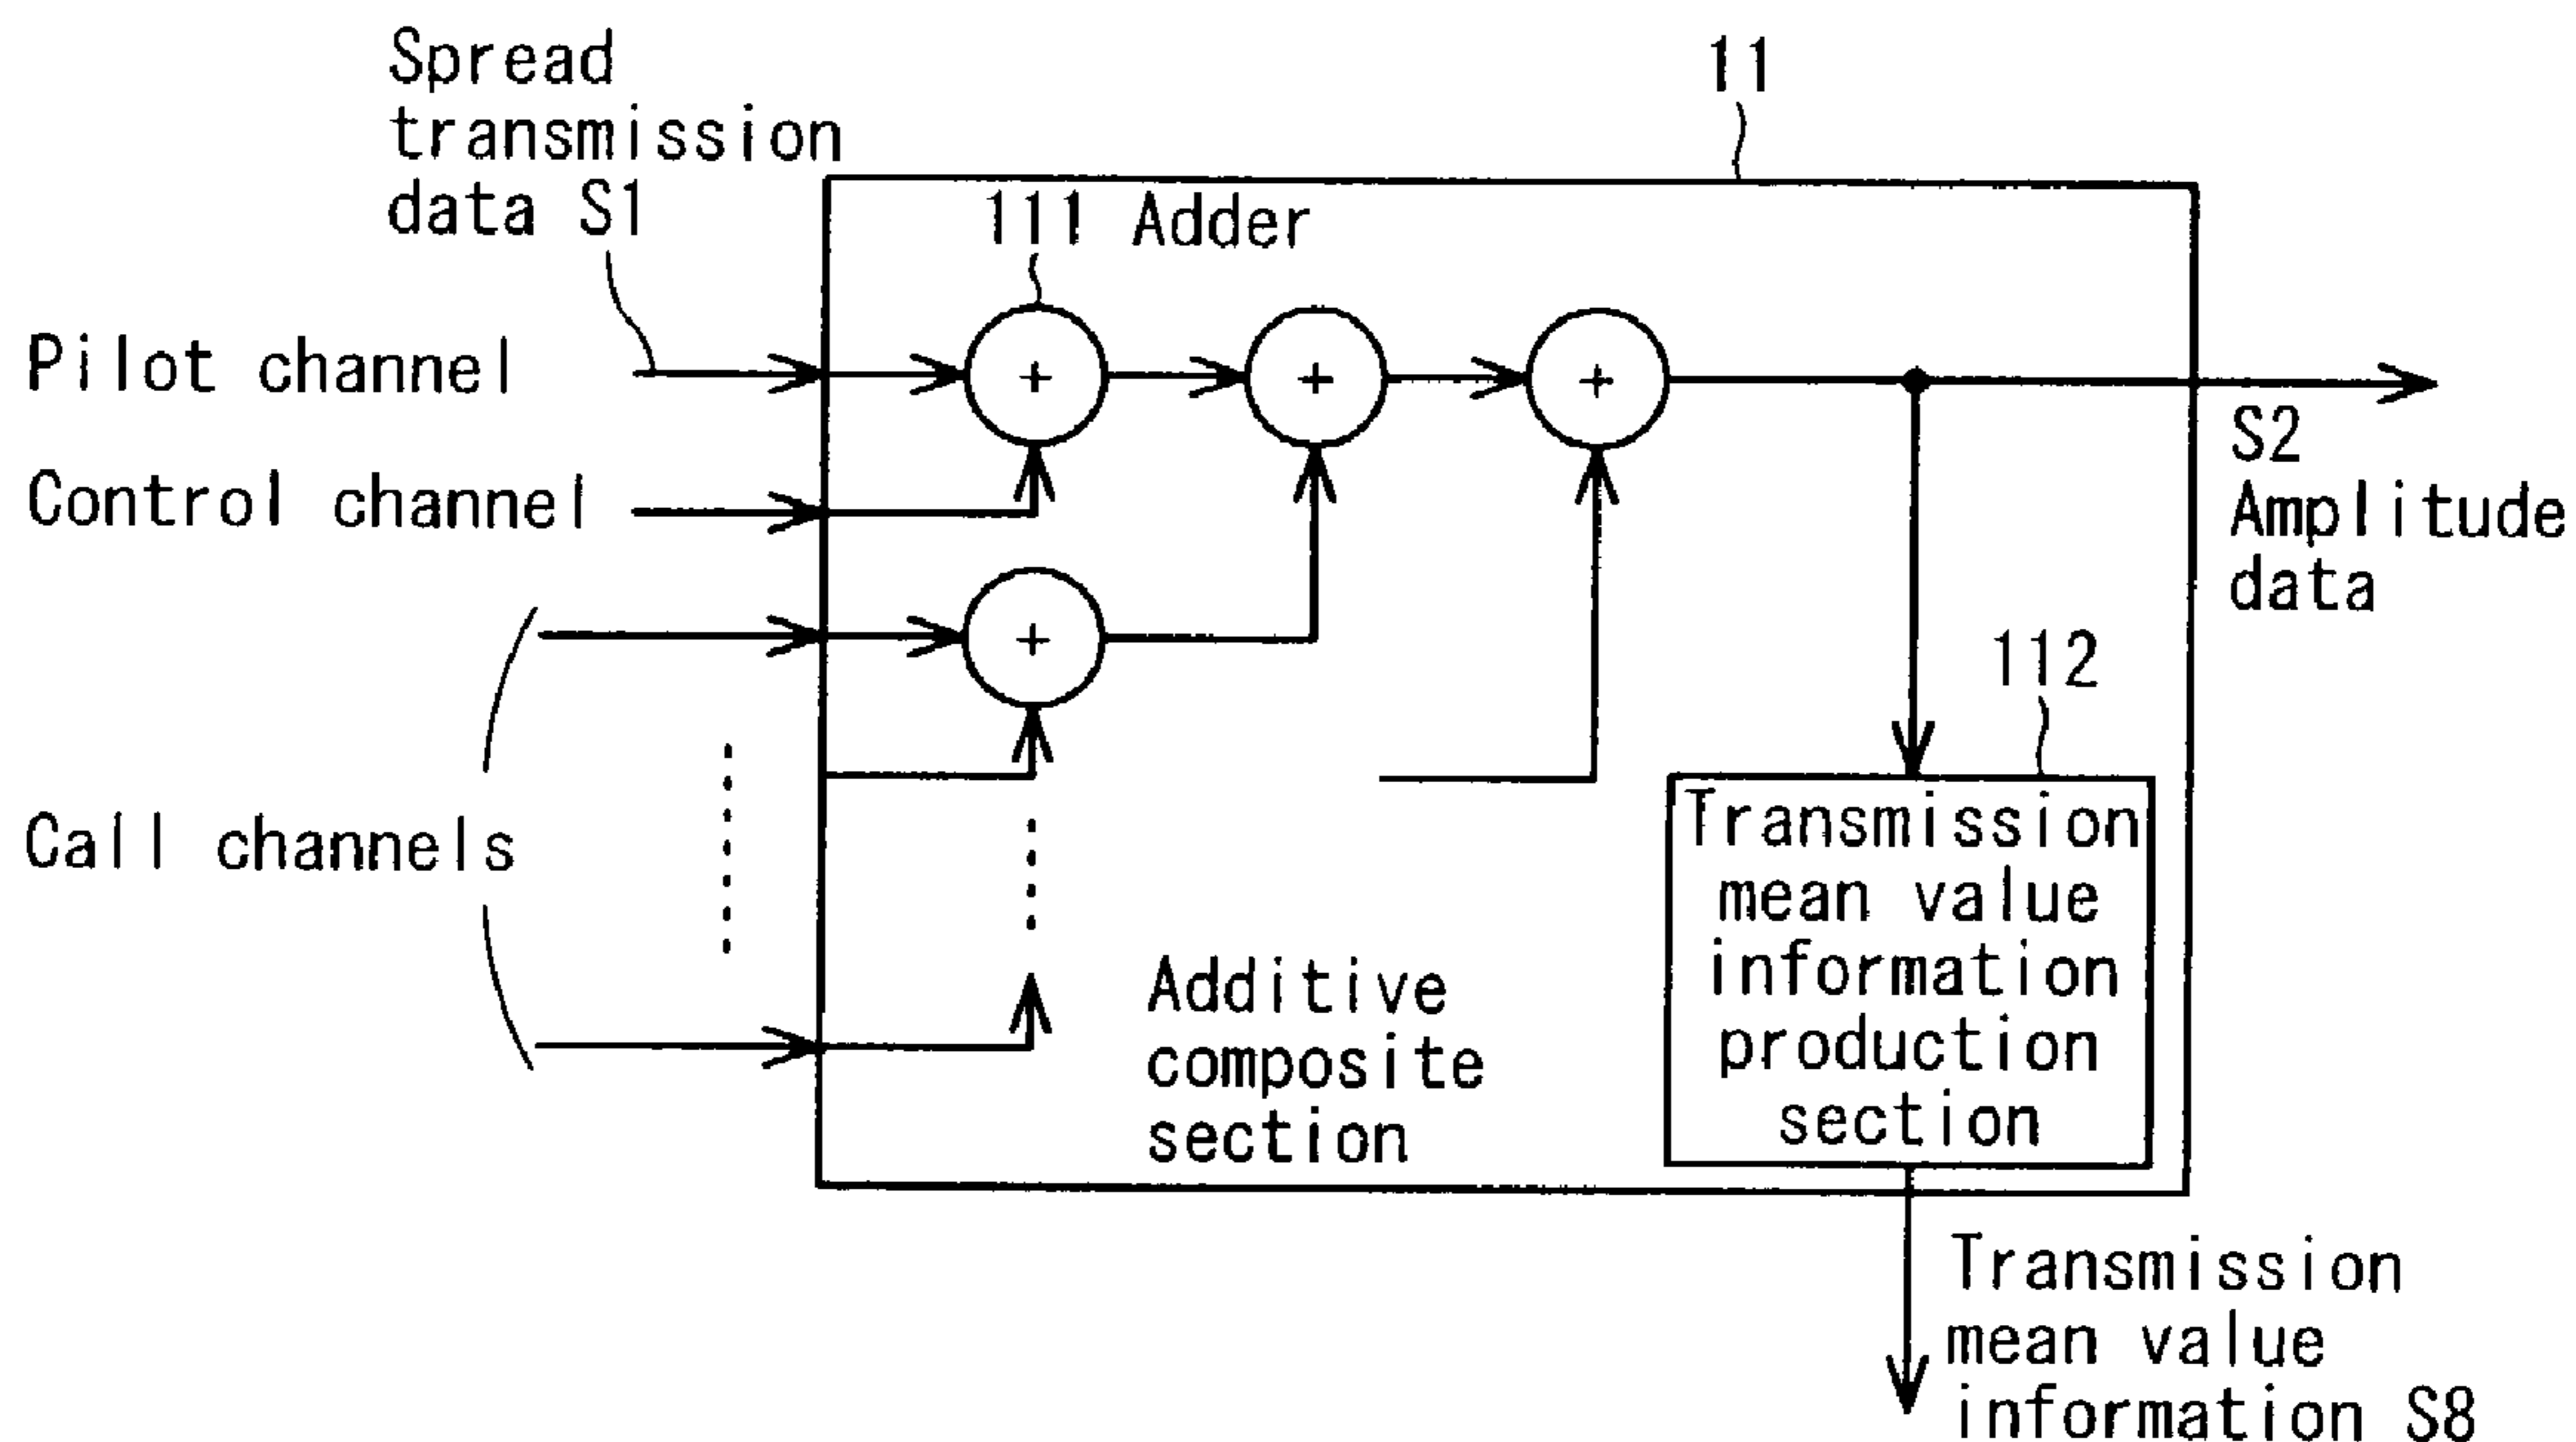 Spread
transmission
data S1
11
111 Adder
Pilot channel
+
+
+
S2
Amplitude
data
Control channel
+
112
Call channels
Transmission
mean value
information
production
section
Additive
composite
section
Transmission
mean value
information S8